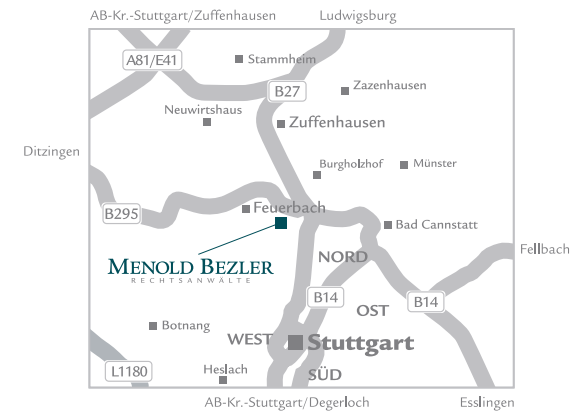 AB-Kr.-Stuttgart/Zuffenhausen
Ludwigsburg
A81/E41
Stammheim
B27
Zazenhausen
Neuwirtshaus
Zuffenhausen
Ditzingen
Burgholzhof
Münster
B295
Feuerbach
Bad Cannstatt
Fellbach
NORD
MENOLD BEZLER
RECHTSANWÄLTE
B14
B14
OST
Botnang
WEST
Stuttgart
L1180
Heslach
SÜD
AB-Kr.-Stuttgart/Degerloch
Esslingen